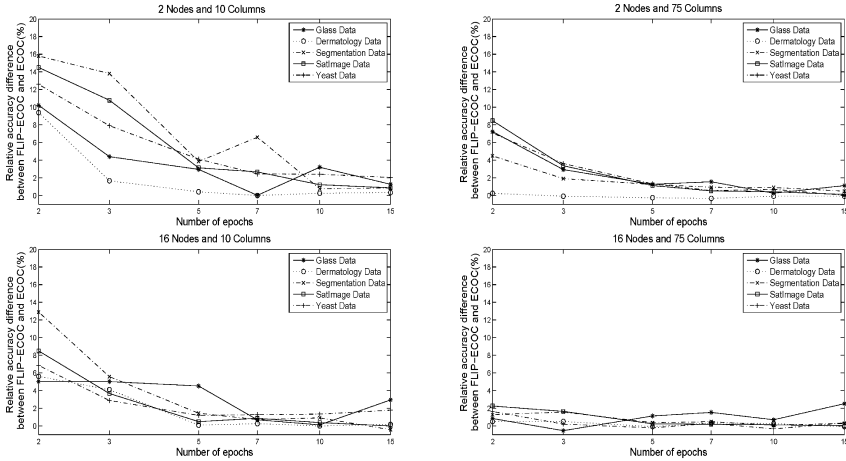 2 Nodes and 10 Columns
Relative accuracy difference
between FLIP-ECOC and ECOC(%)
20
18
16
14
12
10
8
6
4
2
0
Glass Data
Dermatology Data
Segmentation Data
SatImage Data
Yeast Data
2 3 5 7 10 15
Number of epochs
2 Nodes and 75 Columns
Relative accuracy difference
between FLIP-ECOC and ECOC(%)
20
18
16
14
12
10
8
6
4
2
0
Glass Data
Dermatology Data
Segmentation Data
SatImage Data
Yeast Data
2 3 5 7 10 15
Number of epochs
16 Nodes and 10 Columns
Relative accuracy difference
between FLIP-ECOC and ECOC(%)
20
18
16
14
12
10
8
6
4
2
0
Glass Data
Dermatology Data
Segmentation Data
SatImage Data
Yeast Data
2 3 5 7 10 15
Number of epochs
16 Nodes and 75 Columns
Relative accuracy difference
between FLIP-ECOC and ECOC(%)
20
18
16
14
12
10
8
6
4
2
0
Glass Data
Dermatology Data
Segmentation Data
SatImage Data
Yeast Data
2 3 5 7 10 15
Number of epochs